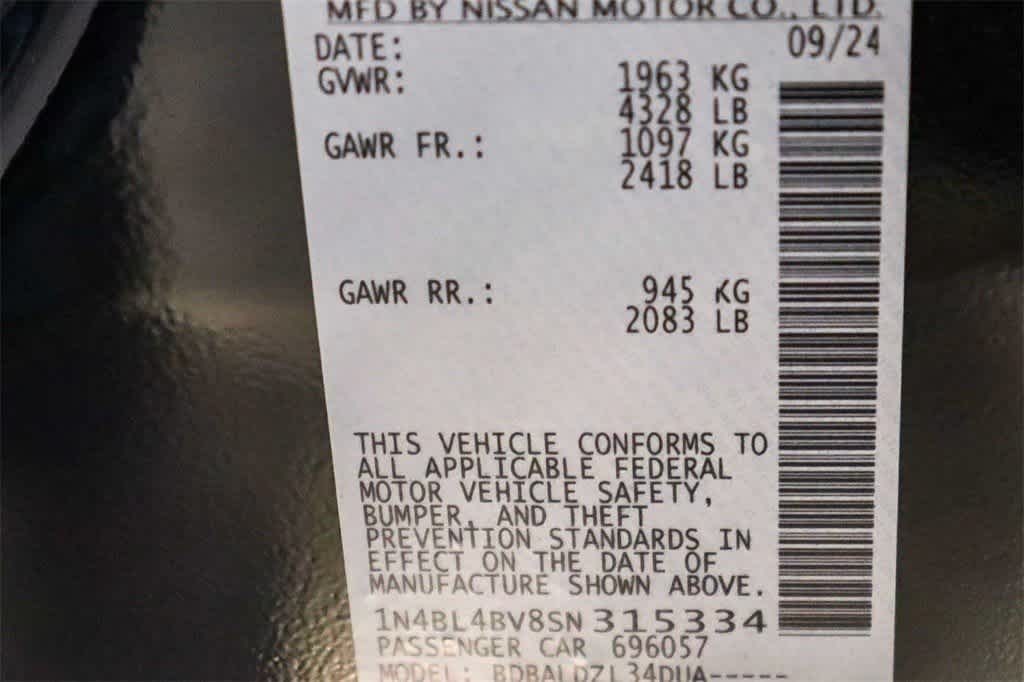 MFD BY NISSAN MOTOR CO., LTD.
DATE: 09/24
GVWR: 1963 KG
4328 LB
GAWR FR.: 1097 KG
2418 LB
GAWR RR.: 945 KG
2083 LB
THIS VEHICLE CONFORMS TO
ALL APPLICABLE FEDERAL
MOTOR VEHICLE SAFETY,
BUMPER, AND THEFT
PREVENTION STANDARDS IN
EFFECT ON THE DATE OF
MANUFACTURE SHOWN ABOVE.
1N4BL4BV8SN315334
PASSENGER CAR 696057
MODEL: BDBALDZL34DUA-----